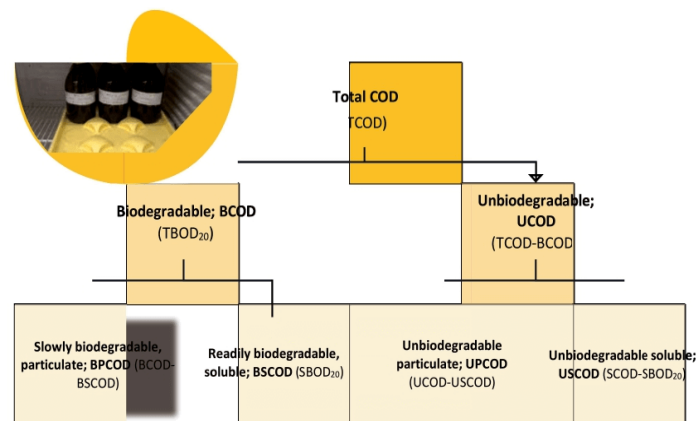 Total COD
TCOD)
Biodegradable; BCOD
(TBOD₂₀)
Unbiodegradable;
UCOD
(TCOD-BCOD
Slowly biodegradable,
particulate; BPCOD (BCOD-
BSCOD)
Readily biodegradable,
soluble; BSCOD (SBOD₂₀)
Unbiodegradable
particulate; UPCOD
(UCOD-USCOD)
Unbiodegradable soluble;
USCOD (SCOD-SBOD₂₀)